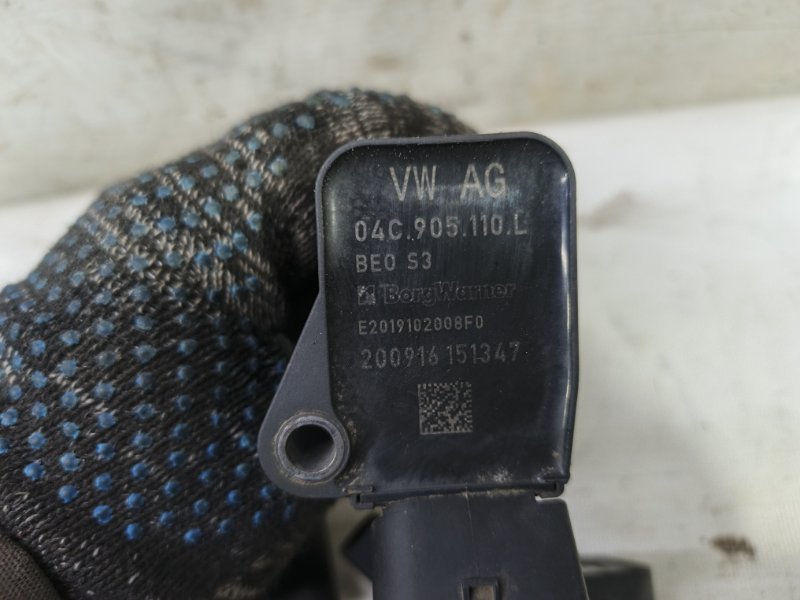 VW AG
04C.905.110.L
BEO S3
BorgWarner
E2019102008F0
200916 151347